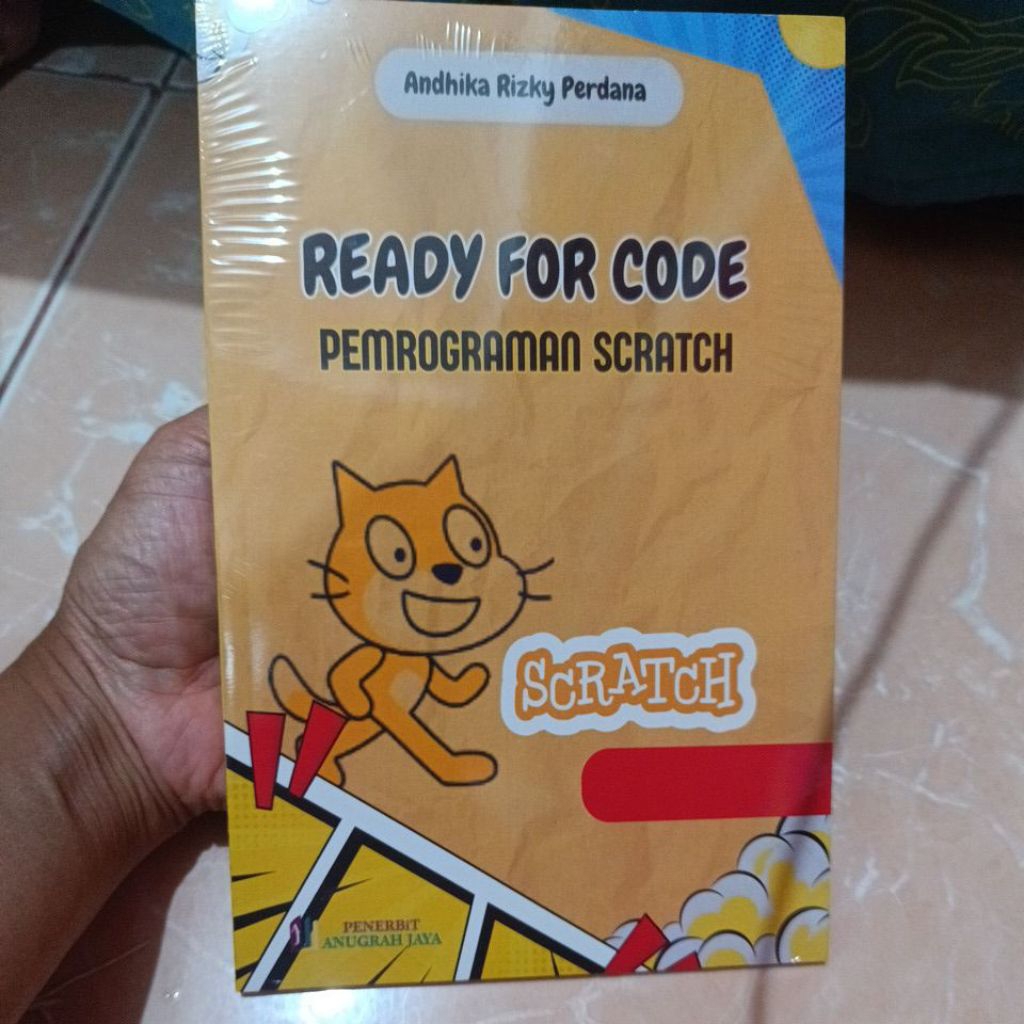 Andhika Rizky Perdana
READY FOR CODE
PEMROGRAMAN SCRATCH
SCRATCH
PENERBiT
ANUGRAH JAYA